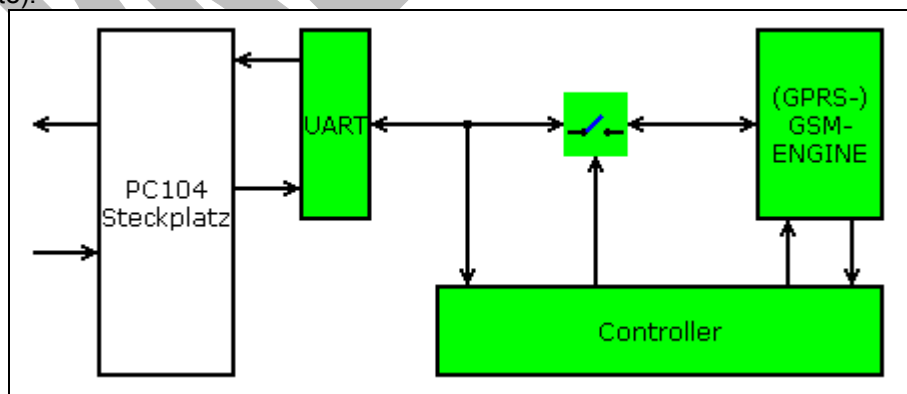 PC104
Steckplatz
UART
(GPRS-)
GSM-
ENGINE
Controller